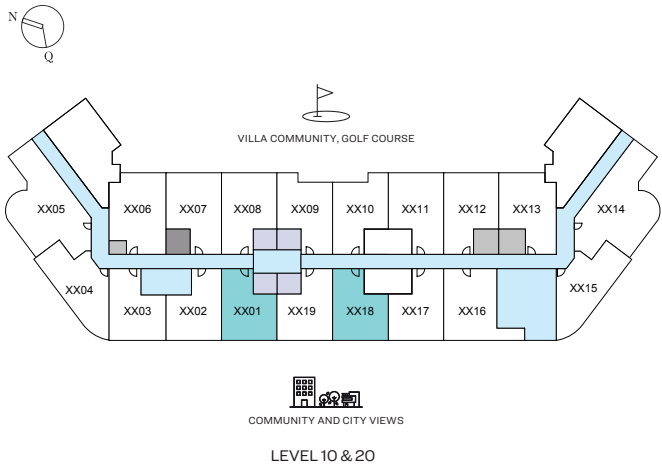 N
Q
VILLA COMMUNITY, GOLF COURSE
XX05 XX06 XX07 XX08 XX09 XX10 XX11 XX12 XX13 XX14
XX04 XX03 XX02 XX01 XX19 XX18 XX17 XX16 XX15
COMMUNITY AND CITY VIEWS
LEVEL 10 & 20